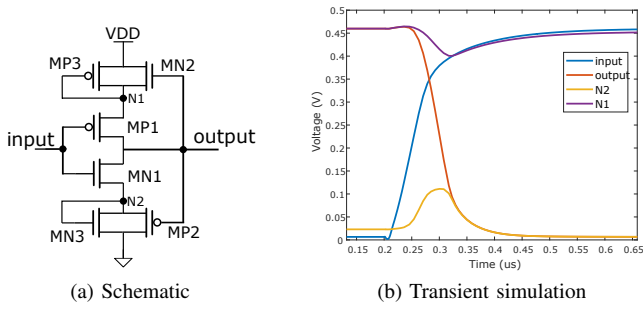 VDD
MP3
MN2
N1
MP1
input
output
MN1
N2
MN3
MP2
(a) Schematic
0.5
0.45
0.4
0.35
0.3
0.25
0.2
0.15
0.1
0.05
0
Voltage (V)
input
output
N2
N1
0.15 0.2 0.25 0.3 0.35 0.4 0.45 0.5 0.55 0.6 0.65
Time (us)
(b) Transient simulation